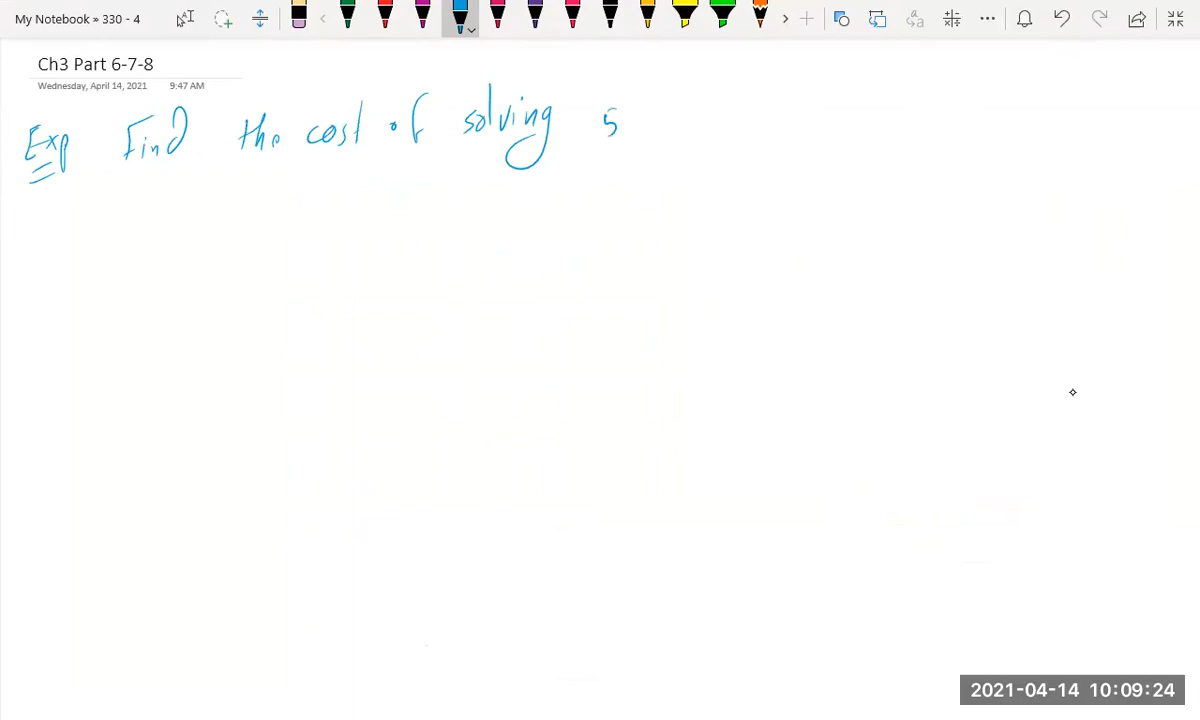 My Notebook » 330 - 4
Ch3 Part 6-7-8
Wednesday, April 14, 2021 9:47 AM
Exp Find the cost of solving 5
2021-04-14 10:09:24